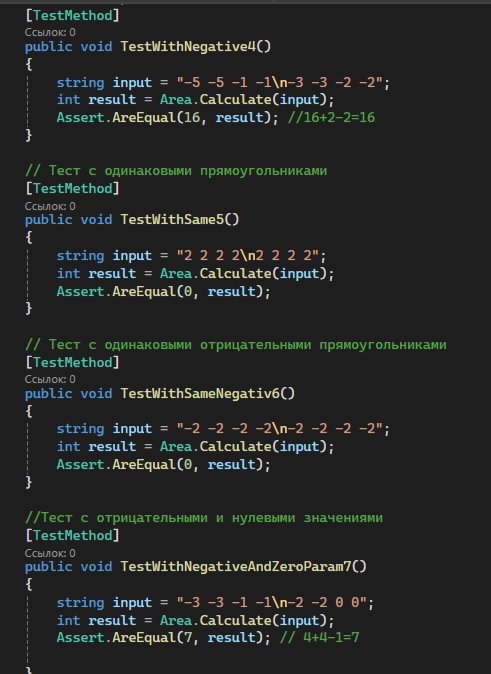 [TestMethod]
Ссылок: 0
public void TestWithNegative4()
{
string input = "-5 -5 -1 -1\n-3 -3 -2 -2";
int result = Area.Calculate(input);
Assert.AreEqual(16, result); //16+2-2=16
}
// Тест с одинаковыми прямоугольниками
[TestMethod]
Ссылок: 0
public void TestWithSame5()
{
string input = "2 2 2 2\n2 2 2 2";
int result = Area.Calculate(input);
Assert.AreEqual(0, result);
}
// Тест с одинаковыми отрицательными прямоугольниками
[TestMethod]
Ссылок: 0
public void TestWithSameNegativ6()
{
string input = "-2 -2 -2 -2\n-2 -2 -2 -2";
int result = Area.Calculate(input);
Assert.AreEqual(0, result);
}
//Тест с отрицательными и нулевыми значениями
[TestMethod]
Ссылок: 0
public void TestWithNegativeAndZeroParam7()
{
string input = "-3 -3 -1 -1\n-2 -2 0 0";
int result = Area.Calculate(input);
Assert.AreEqual(7, result); // 4+4-1=7
}